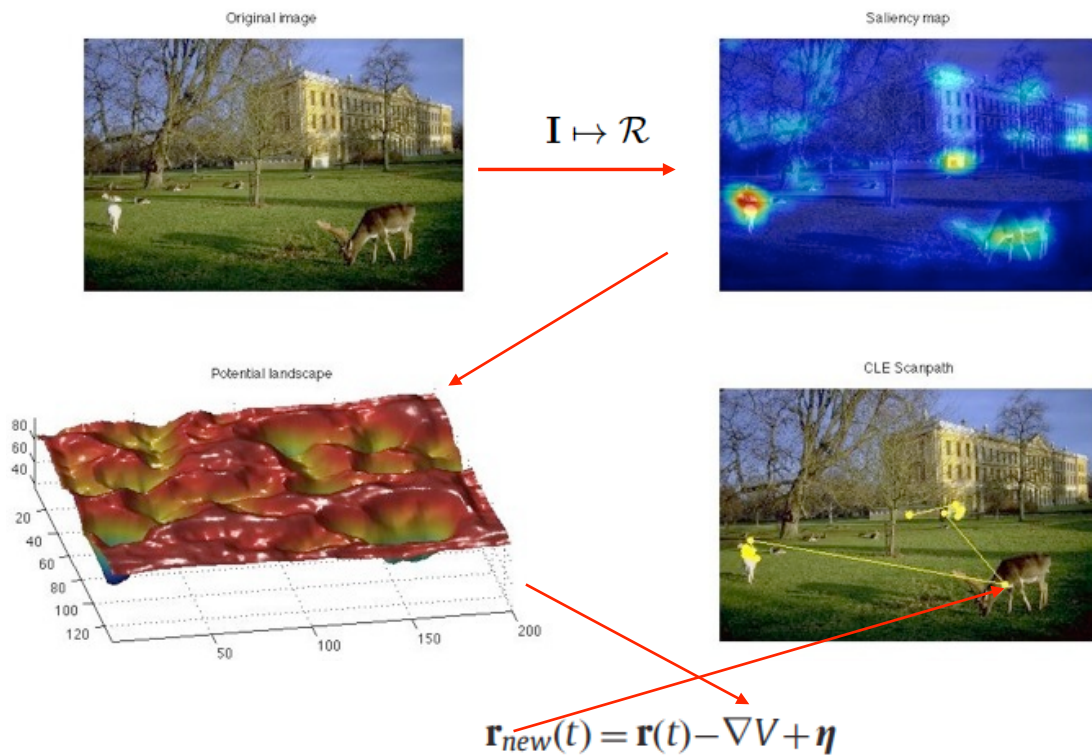 Original image
Saliency map
I ↦ R
Potential landscape
CLE Scanpath
80
60
40
20
40
60
80
100
120
50
100
150
200
r_new(t) = r(t) − ∇V + η